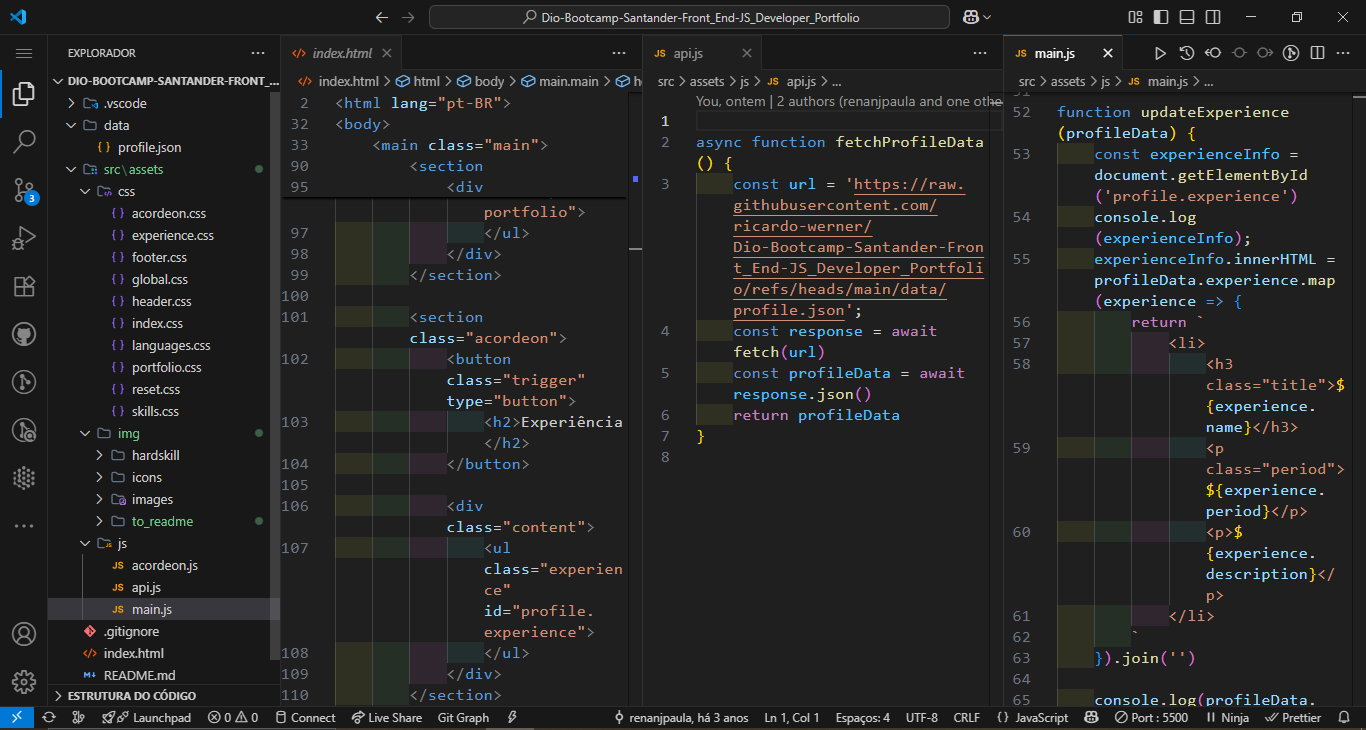 Dio-Bootcamp-Santander-Front_End-JS_Developer_Portfolio
EXPLORADOR
DIO-BOOTCAMP-SANTANDER-FRONT_...
.vscode
data
profile.json
src\assets
css
acordeon.css
experience.css
footer.css
global.css
header.css
index.css
languages.css
portfolio.css
reset.css
skills.css
img
hardskill
icons
images
to_readme
js
JS acordeon.js
JS api.js
JS main.js
.gitignore
index.html
README.md
ESTRUTURA DO CÓDIGO
3
index.html
index.html > html > body > main.main >
2 <html lang="pt-BR">
32 <body>
33 <main class="main">
90 <section
95 <div
portfolio">
97 </ul>
98 </div>
99 </section>
100
101 <section
class="acordeon">
102 <button
class="trigger"
type="button">
103 <h2>Experiência
</h2>
104 </button>
105
106 <div
class="content">
107 <ul
class="experien
ce"
id="profile.
experience">
108 </ul>
109 </div>
110 </section>
JS api.js
src > assets > js > JS api.js > ...
You, ontem | 2 authors (renanjpaula and one othe
1
2 async function fetchProfileData
() {
3 const url = 'https://raw.
githubusercontent.com/
ricardo-werner/
Dio-Bootcamp-Santander-Fron
t_End-JS_Developer_Portfoli
o/refs/heads/main/data/
profile.json';
4 const response = await
fetch(url)
5 const profileData = await
response.json()
6 return profileData
7 }
8
JS main.js
src > assets > js > JS main.js > ...
52 function updateExperience
(profileData) {
53 const experienceInfo =
document.getElementById
('profile.experience')
54 console.log
(experienceInfo);
55 experienceInfo.innerHTML =
profileData.experience.map
(experience => {
56 return `
57 <li>
58 <h3
class="title">$
{experience.
name}</h3>
59 <p
class="period">
${experience.
period}</p>
60 <p>$
{experience.
description}</
p>
61 </li>
62 `
63 }).join('')
64
65 console.log(profileData.
Launchpad
0 0
Connect
Live Share
Git Graph
renanjpaula, há 3 anos
Ln 1, Col 1
Espaços: 4
UTF-8
CRLF
{} JavaScript
Port : 5500
Ninja
Prettier